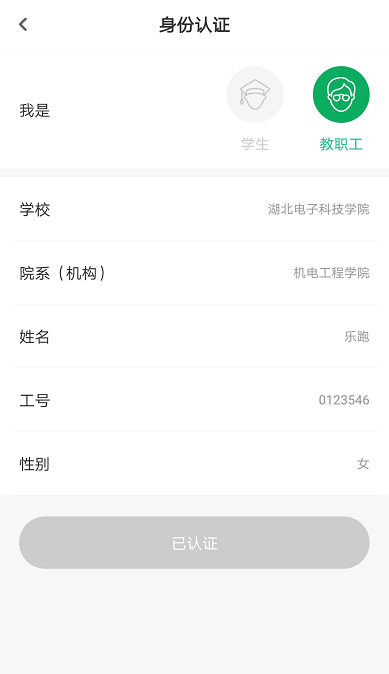 身份认证
我是
学生
教职工
学校 湖北电子科技学院
院系（机构） 机电工程学院
姓名 乐跑
工号 0123546
性别 女
已认证